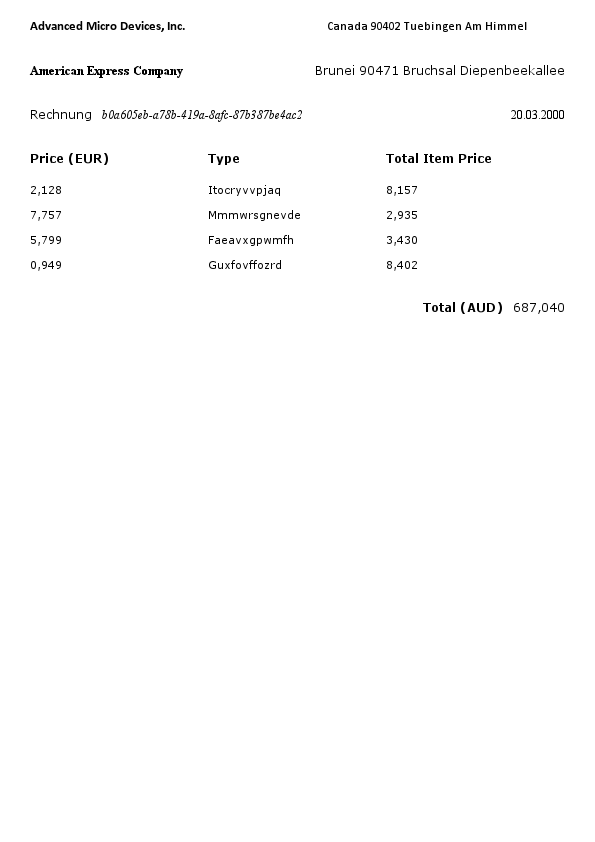 Advanced Micro Devices, Inc. Canada 90402 Tuebingen Am Himmel
American Express Company Brunei 90471 Bruchsal Diepenbeekallee
Rechnung b0a605eb-a78b-419a-8afc-87b387be4ac2 20.03.2000
Price (EUR) Type Total Item Price
2,128 Itocryvvpjaq 8,157
7,757 Mmmwrsgnevde 2,935
5,799 Faeavxgpwmfh 3,430
0,949 Guxfovffozrd 8,402
Total (AUD) 687,040